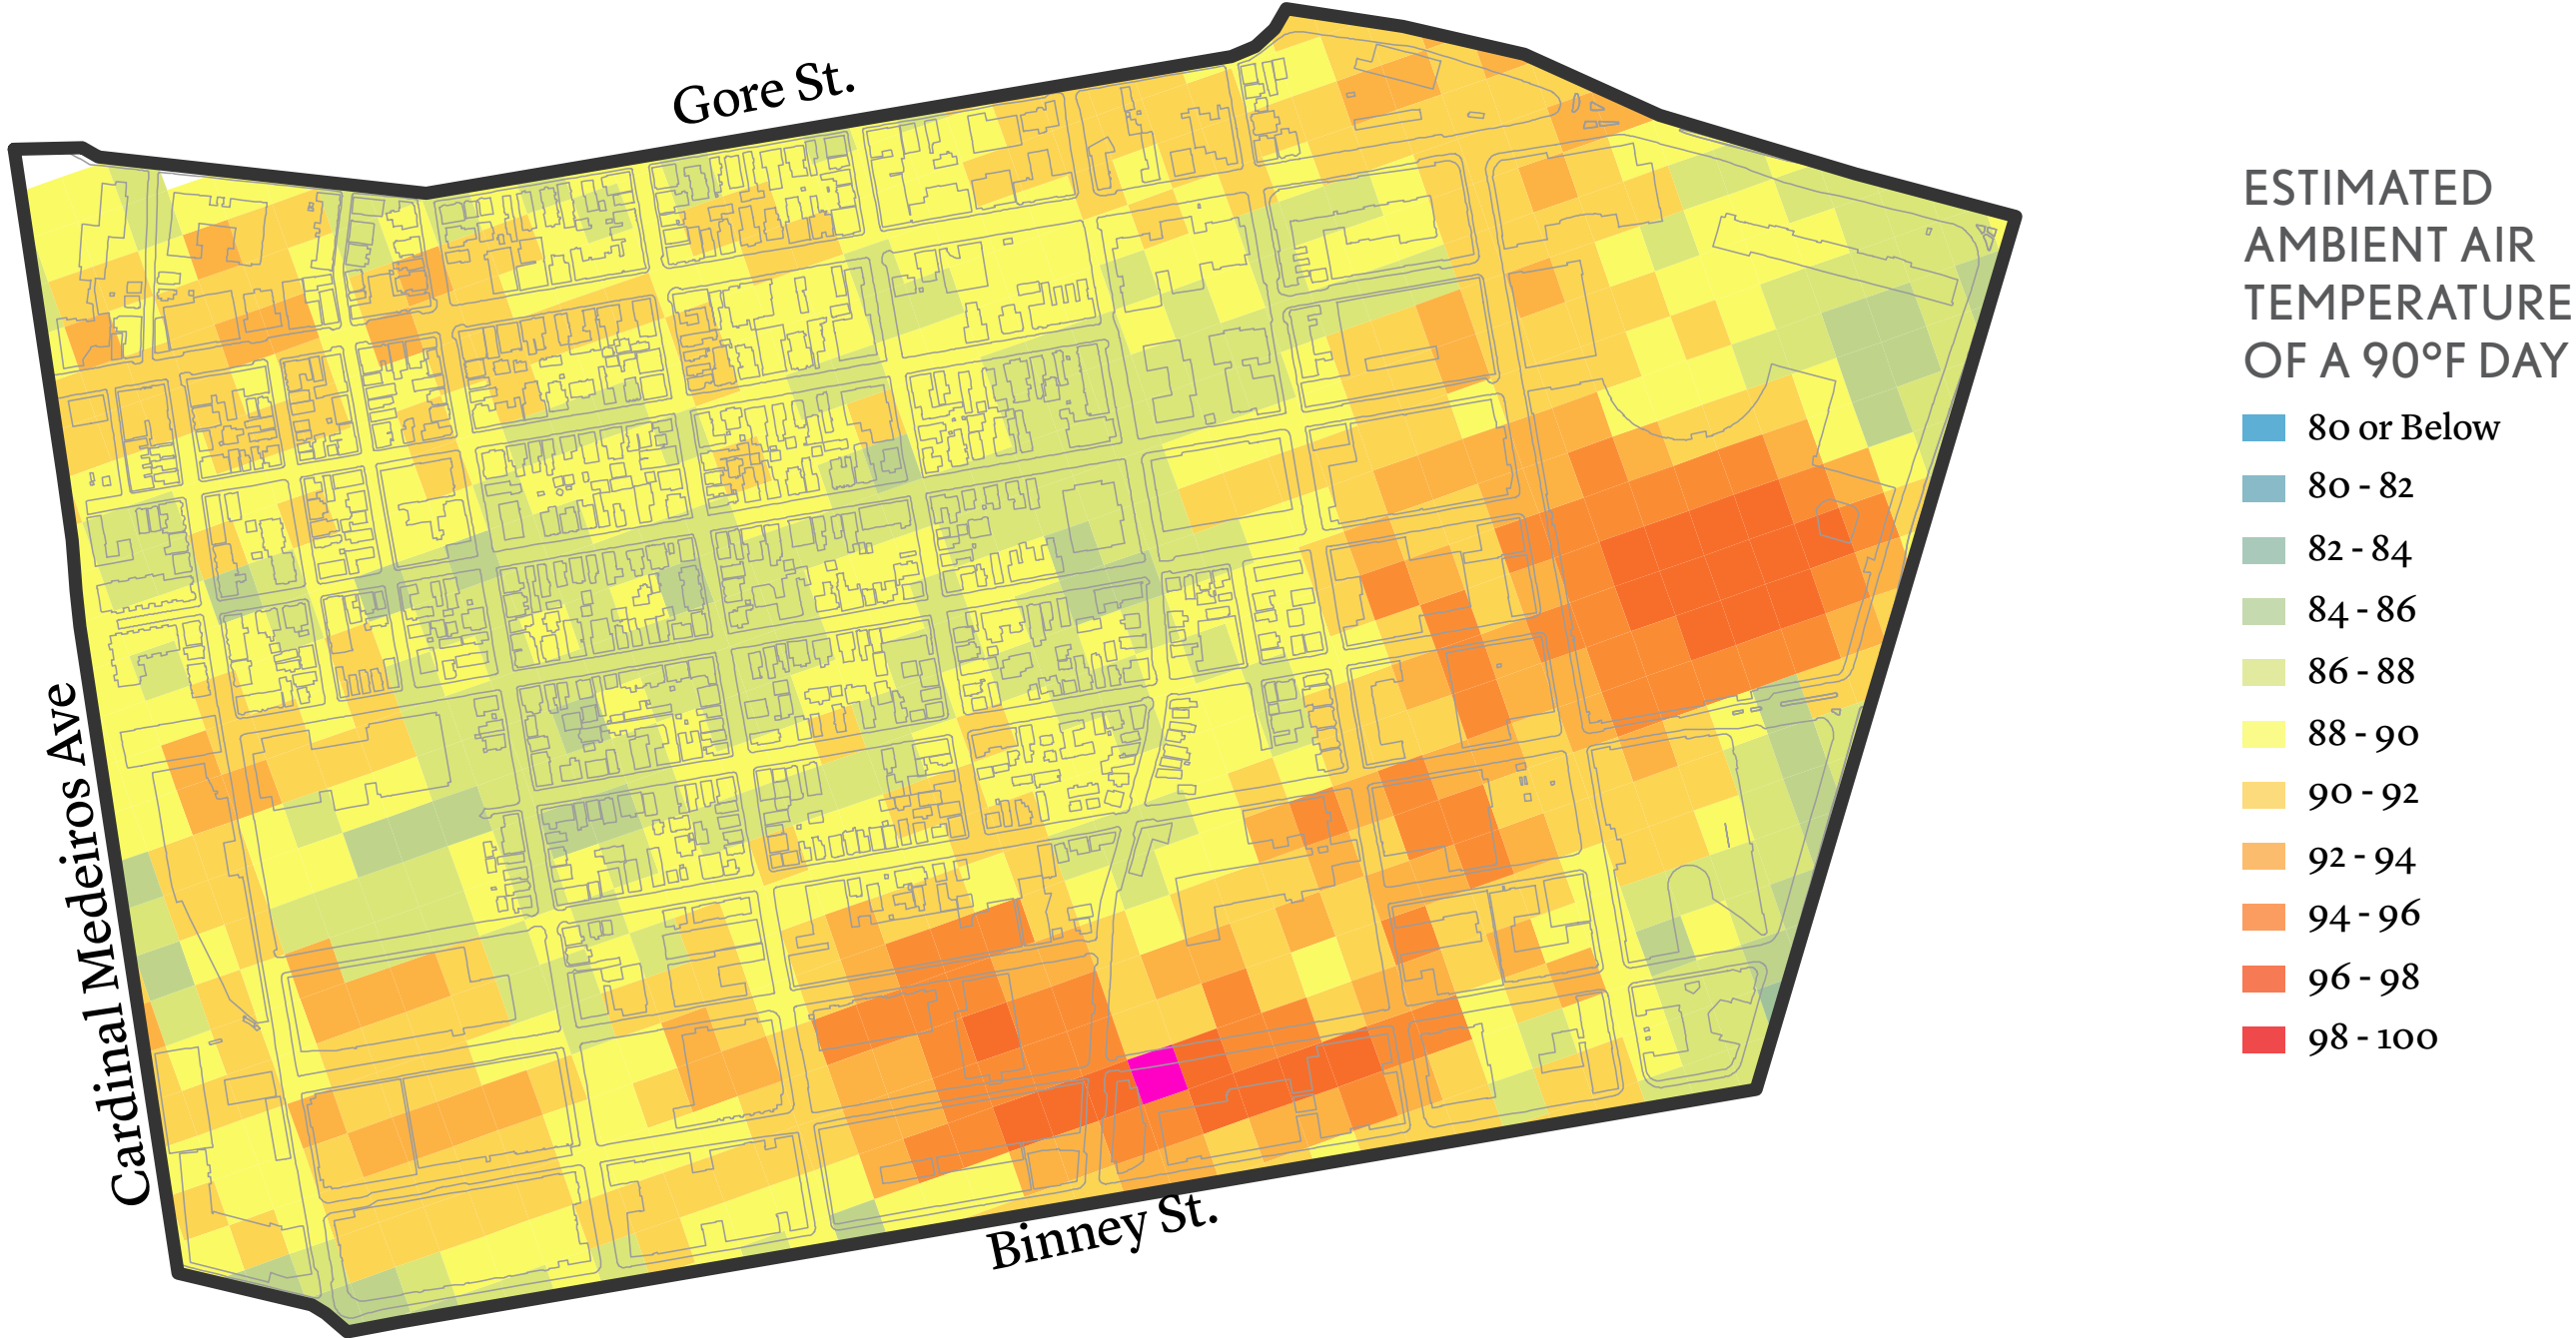 Gore St.
Cardinal Medeiros Ave
Binney St.
ESTIMATED
AMBIENT AIR
TEMPERATURE
OF A 90°F DAY
80 or Below
80 - 82
82 - 84
84 - 86
86 - 88
88 - 90
90 - 92
92 - 94
94 - 96
96 - 98
98 - 100